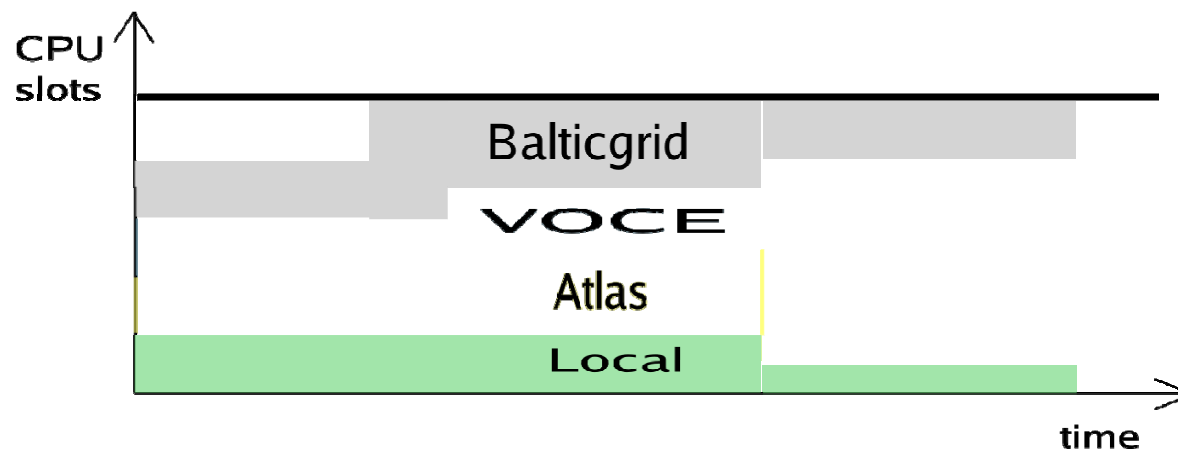 CPU
slots
Balticgrid
VOCE
Atlas
Local
time